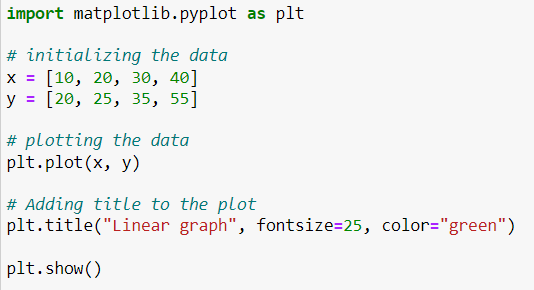 import matplotlib.pyplot as plt
# initializing the data
x = [10, 20, 30, 40]
y = [20, 25, 35, 55]
# plotting the data
plt.plot(x, y)
# Adding title to the plot
plt.title("Linear graph", fontsize=25, color="green")
plt.show()